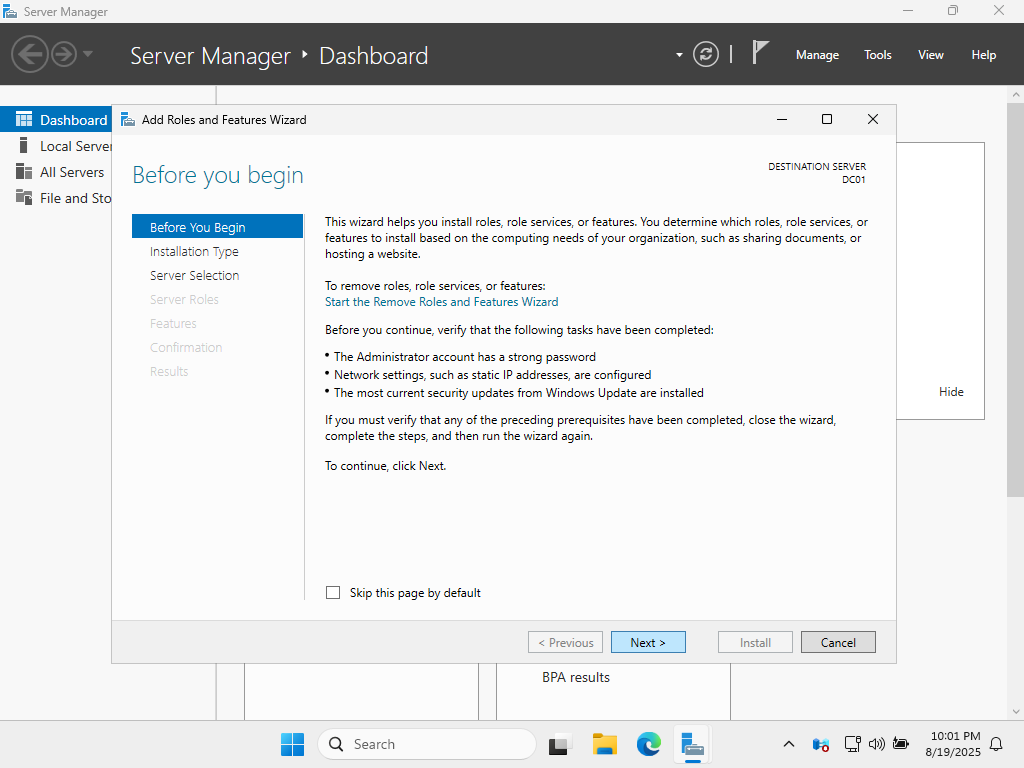 Server Manager
Server Manager ‣ Dashboard
Manage
Tools
View
Help
Dashboard
Local Server
All Servers
File and Sto
Add Roles and Features Wizard
Before you begin
DESTINATION SERVER
DC01
Before You Begin
Installation Type
Server Selection
Server Roles
Features
Confirmation
Results
This wizard helps you install roles, role services, or features. You determine which roles, role services, or
features to install based on the computing needs of your organization, such as sharing documents, or
hosting a website.
To remove roles, role services, or features:
Start the Remove Roles and Features Wizard
Before you continue, verify that the following tasks have been completed:
• The Administrator account has a strong password
• Network settings, such as static IP addresses, are configured
• The most current security updates from Windows Update are installed
If you must verify that any of the preceding prerequisites have been completed, close the wizard,
complete the steps, and then run the wizard again.
To continue, click Next.
Skip this page by default
< Previous
Next >
Install
Cancel
Hide
BPA results
Search
10:01 PM
8/19/2025